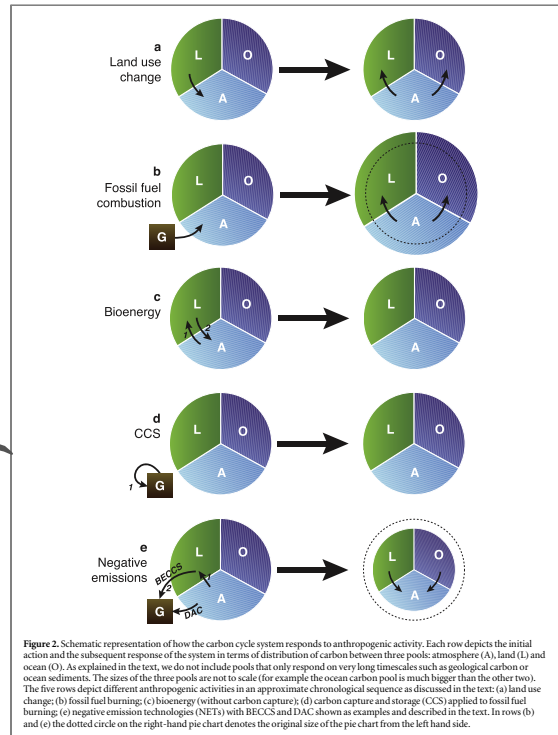 a
Land use
change
L
O
A
L
O
A
b
Fossil fuel
combustion
L
O
A
G
L
O
A
c
Bioenergy
L
O
A
1
2
L
O
A
d
CCS
L
O
A
1
G
L
O
A
e
Negative
emissions
L
O
A
BECCS
2
1
G
DAC
L
O
A
Figure 2. Schematic representation of how the carbon cycle system responds to anthropogenic activity. Each row depicts the initial
action and the subsequent response of the system in terms of distribution of carbon between three pools: atmosphere (A), land (L) and
ocean (O). As explained in the text, we do not include pools that only respond on very long timescales such as geological carbon or
ocean sediments. The sizes of the three pools are not to scale (for example the ocean carbon pool is much bigger than the other two).
The five rows depict different anthropogenic activities in an approximate chronological sequence as discussed in the text: (a) land use
change; (b) fossil fuel burning; (c) bioenergy (without carbon capture); (d) carbon capture and storage (CCS) applied to fossil fuel
burning; (e) negative emission technologies (NETs) with BECCS and DAC shown as examples and described in the text. In rows (b)
and (e) the dotted circle on the right-hand pie chart denotes the original size of the pie chart from the left hand side.